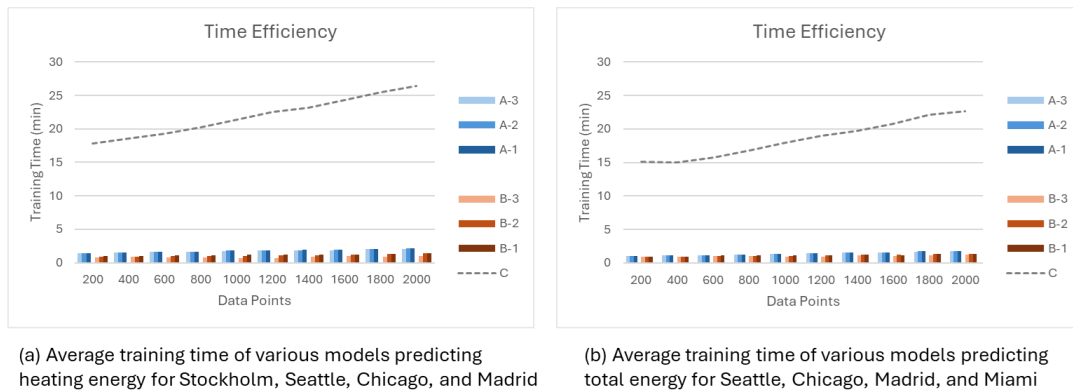 Time Efficiency
30
25
20
15
10
5
0
Training Time (min)
200 400 600 800 1000 1200 1400 1600 1800 2000
Data Points
A-3
A-2
A-1
B-3
B-2
B-1
C
(a) Average training time of various models predicting
heating energy for Stockholm, Seattle, Chicago, and Madrid
Time Efficiency
30
25
20
15
10
5
0
Training Time (min)
200 400 600 800 1000 1200 1400 1600 1800 2000
Data Points
A-3
A-2
A-1
B-3
B-2
B-1
C
(b) Average training time of various models predicting
total energy for Seattle, Chicago, Madrid, and Miami